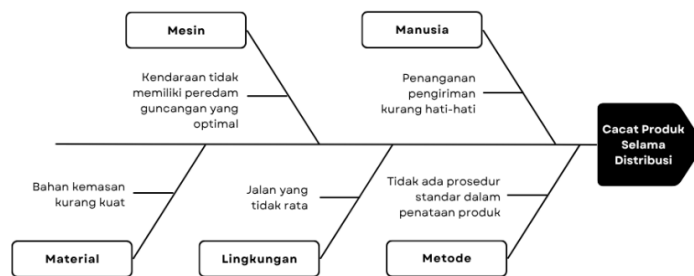 Mesin
Manusia
Kendaraan tidak
memiliki peredam
guncangan yang
optimal
Penanganan
pengiriman
kurang hati-hati
Cacat Produk
Selama
Distribusi
Bahan kemasan
kurang kuat
Jalan yang
tidak rata
Tidak ada prosedur
standar dalam
penataan produk
Material
Lingkungan
Metode